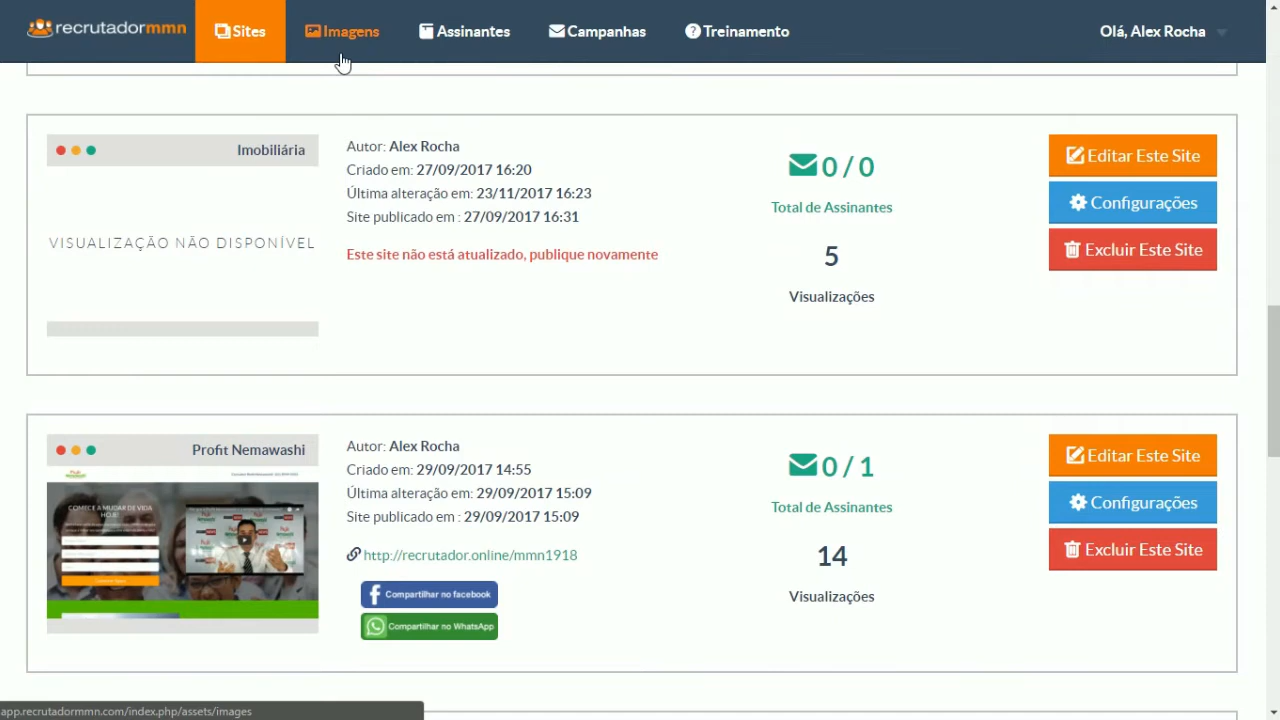 recrutadormmn
Sites
Imagens
Assinantes
Campanhas
Treinamento
Olá, Alex Rocha
Imobiliária
VISUALIZAÇÃO NÃO DISPONÍVEL
Autor: Alex Rocha
Criado em: 27/09/2017 16:20
Última alteração em: 23/11/2017 16:23
Site publicado em : 27/09/2017 16:31
Este site não está atualizado, publique novamente
0 / 0
Total de Assinantes
5
Visualizações
Editar Este Site
Configurações
Excluir Este Site
Profit Nemawashi
COMECE A MUDAR DE VIDA
HOJE!
Autor: Alex Rocha
Criado em: 29/09/2017 14:55
Última alteração em: 29/09/2017 15:09
Site publicado em : 29/09/2017 15:09
http://recrutador.online/mmn1918
Compartilhar no facebook
Compartilhar no WhatsApp
0 / 1
Total de Assinantes
14
Visualizações
Editar Este Site
Configurações
Excluir Este Site
app.recrutadormmn.com/index.php/assets/images